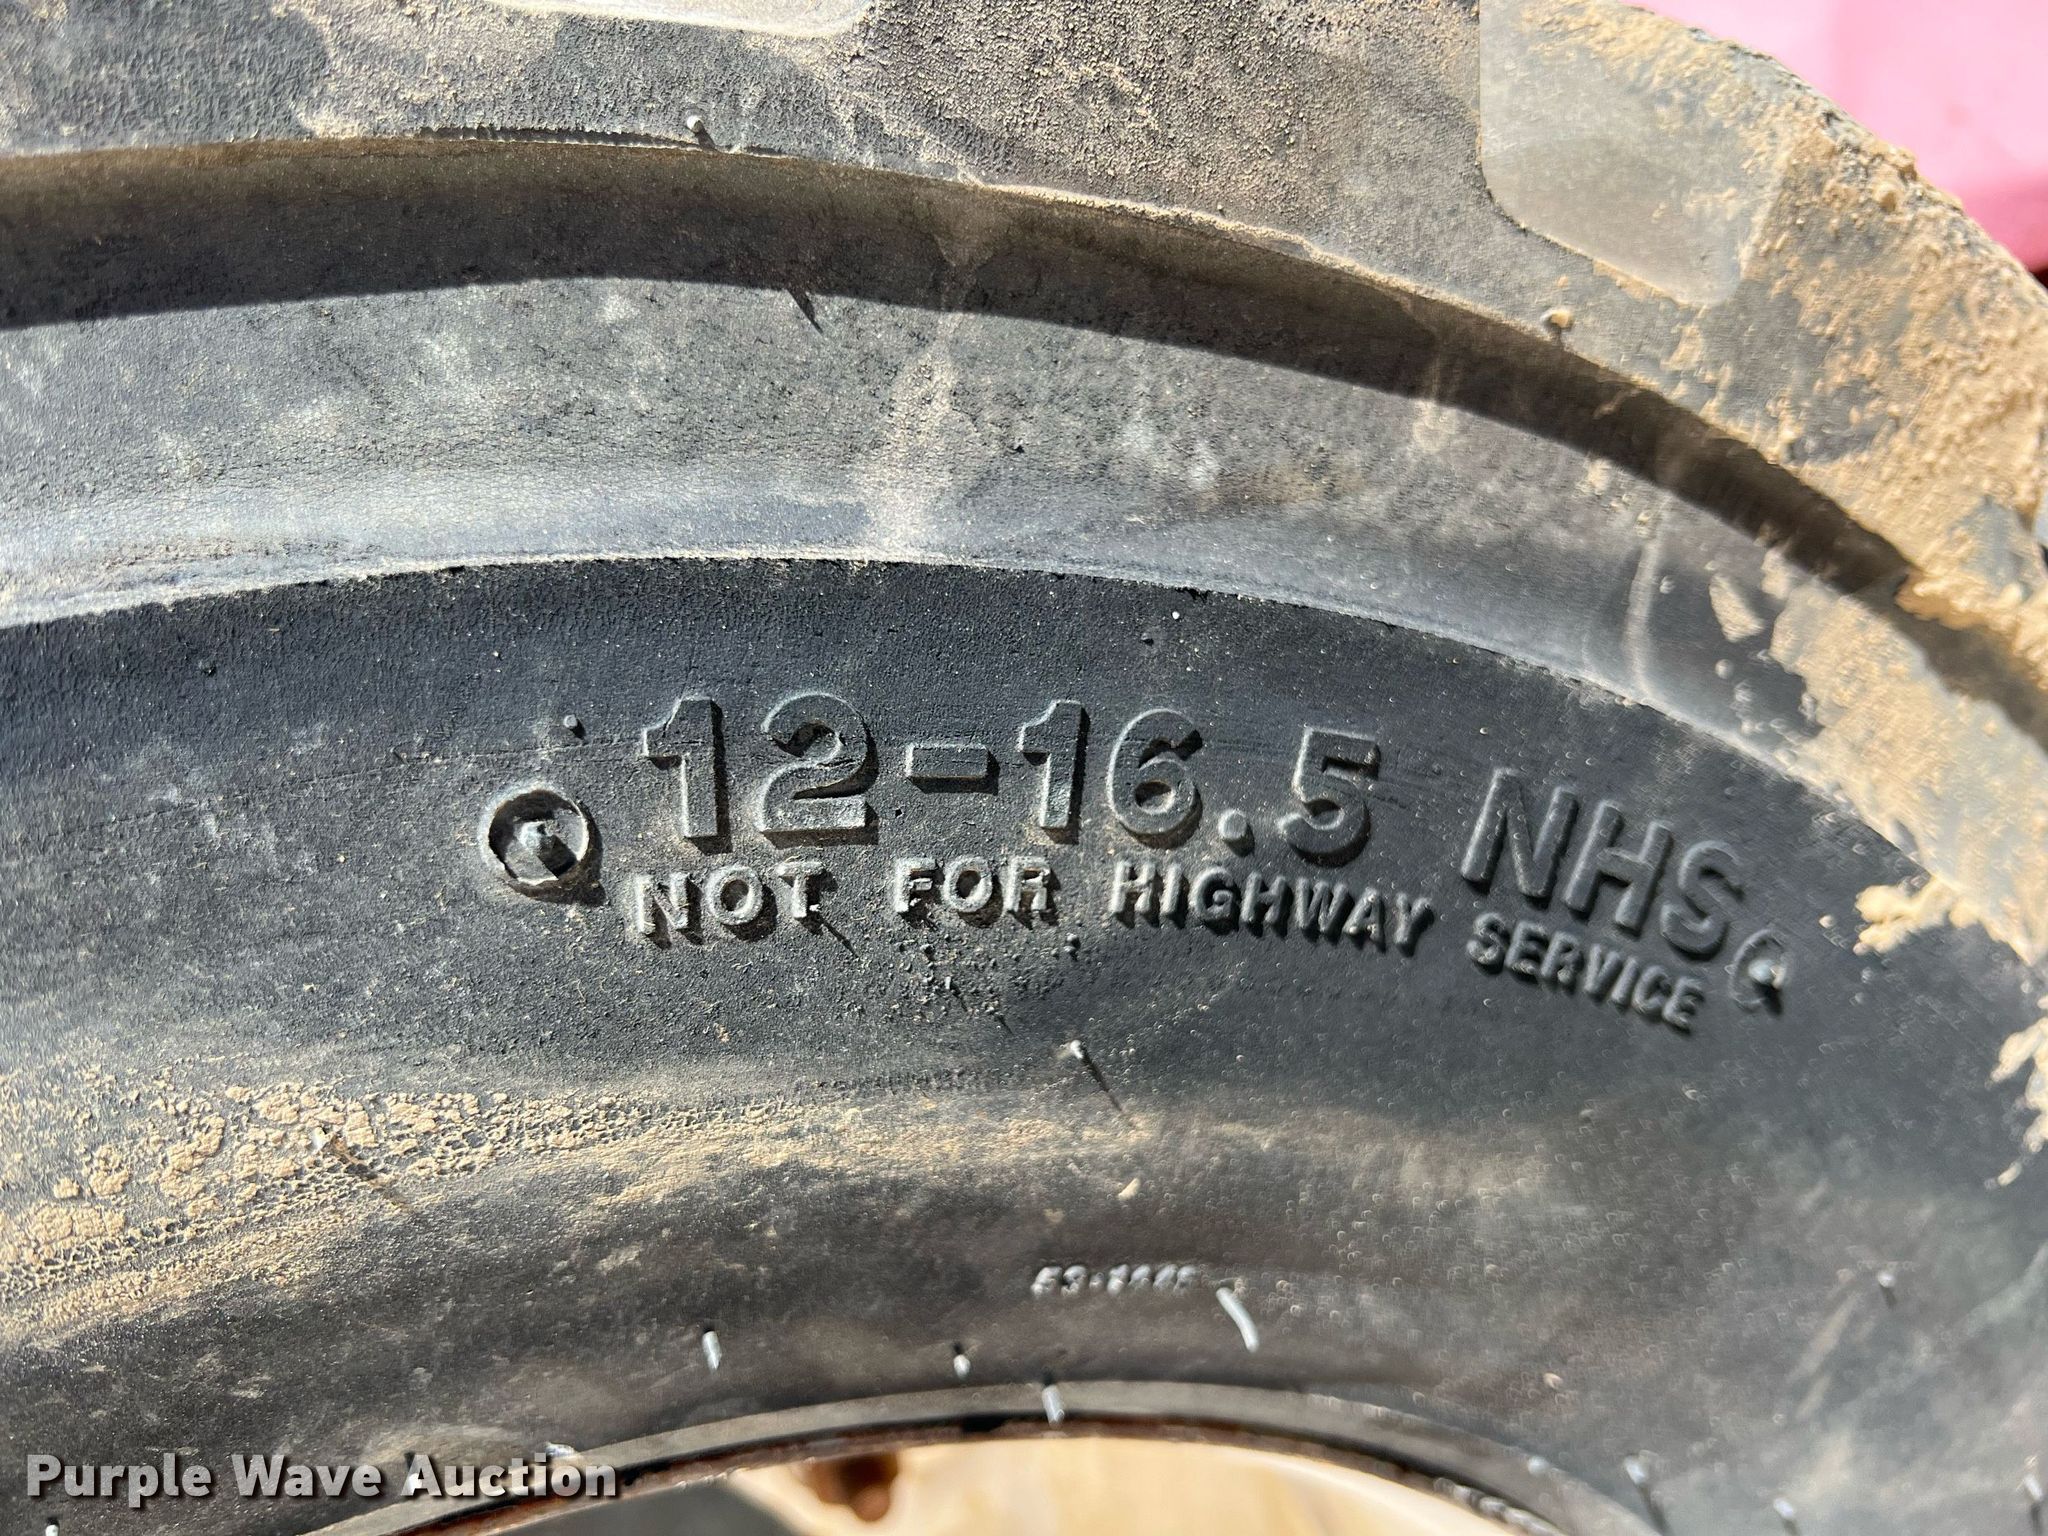 12-16.5 NHS
NOT FOR HIGHWAY SERVICE
Purple Wave Auction